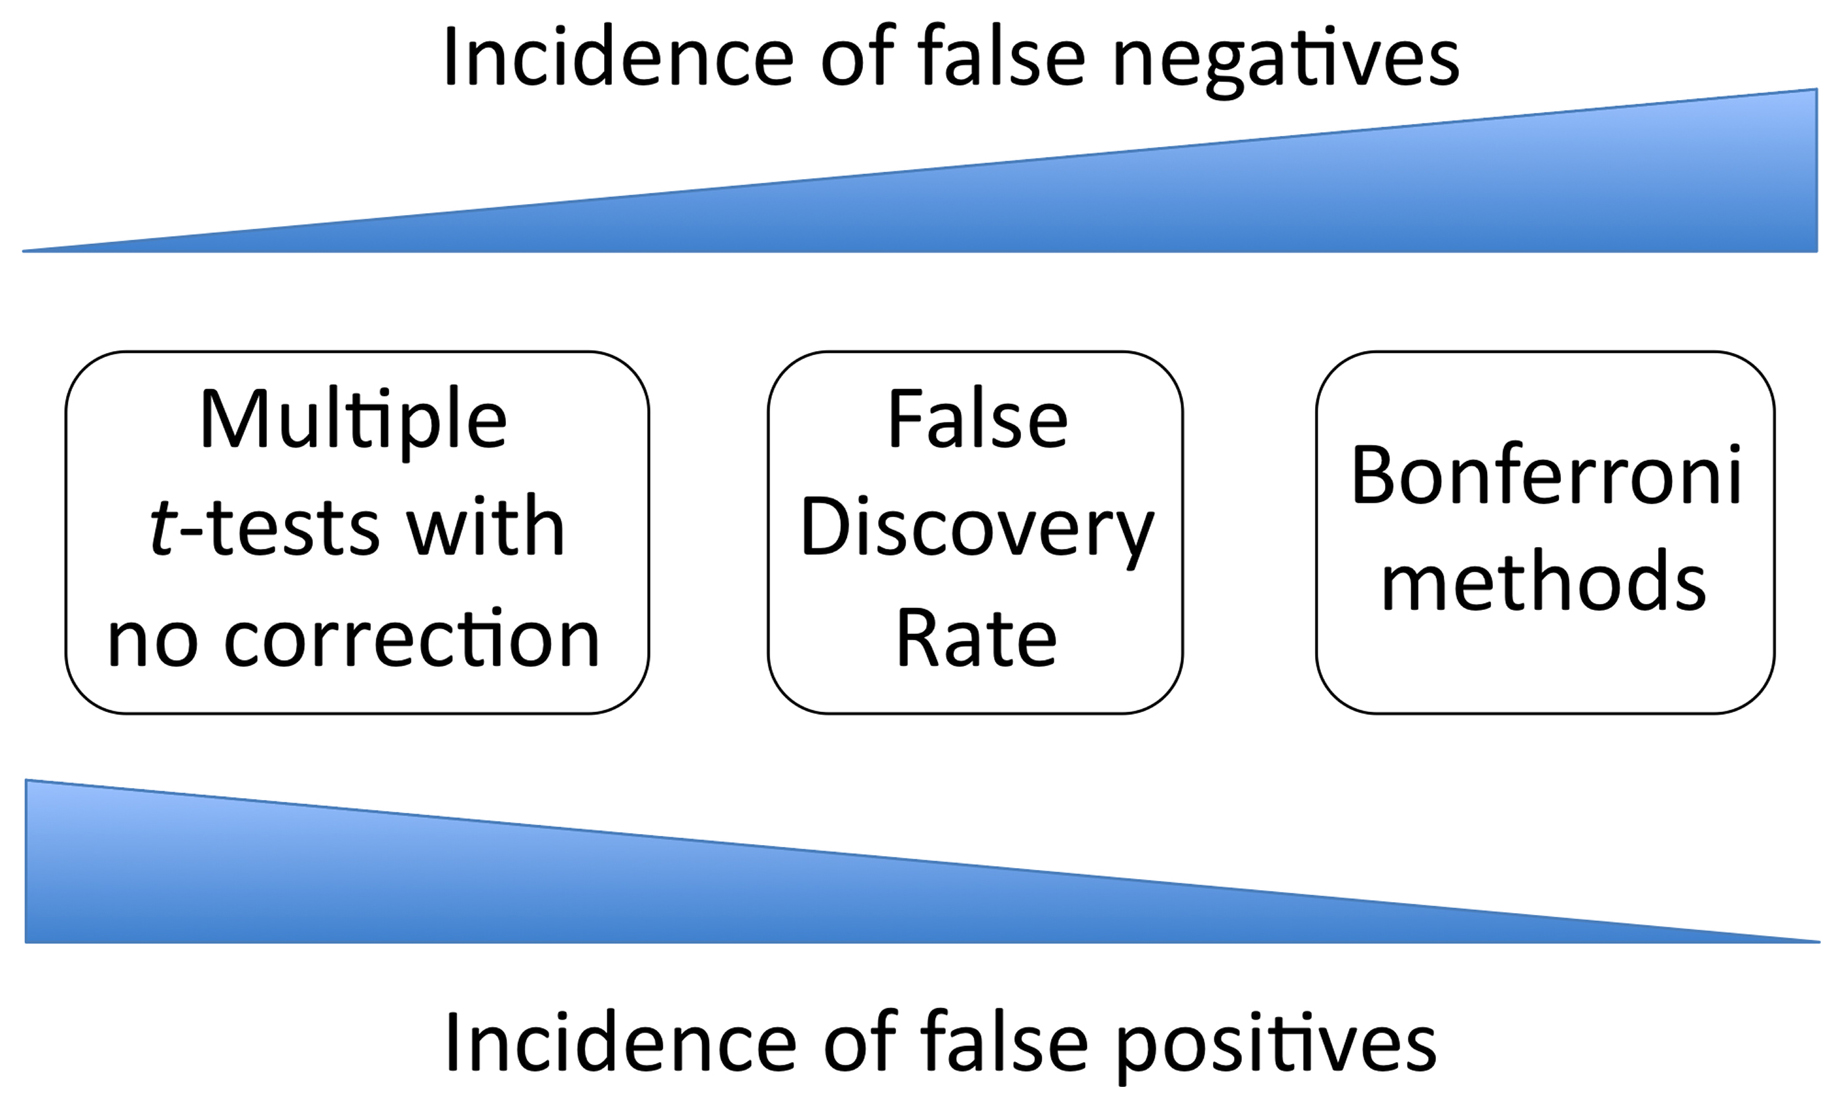 Incidence of false negatives
Multiple
t-tests with
no correction
False
Discovery
Rate
Bonferroni
methods
Incidence of false positives